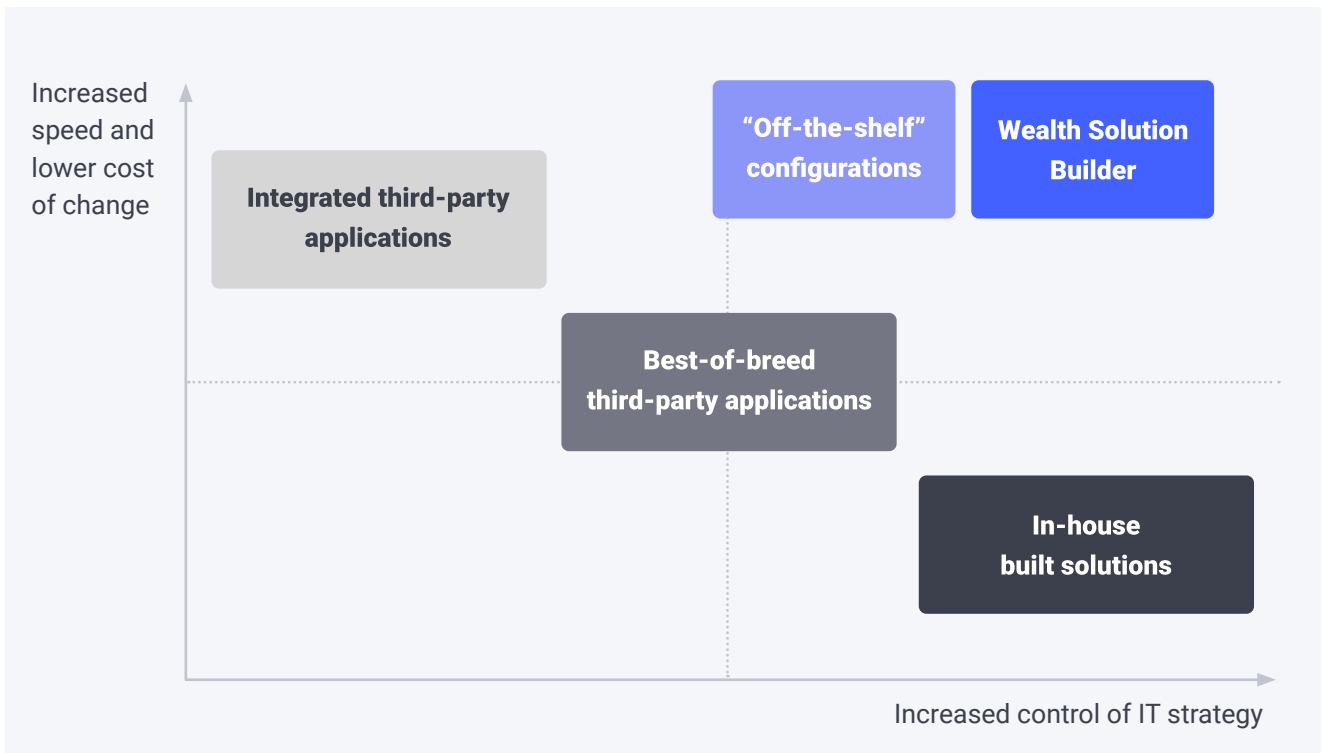 Increased
speed and
lower cost
of change
“Off-the-shelf”
configurations
Wealth Solution
Builder
Integrated third-party
applications
Best-of-breed
third-party applications
In-house
built solutions
Increased control of IT strategy